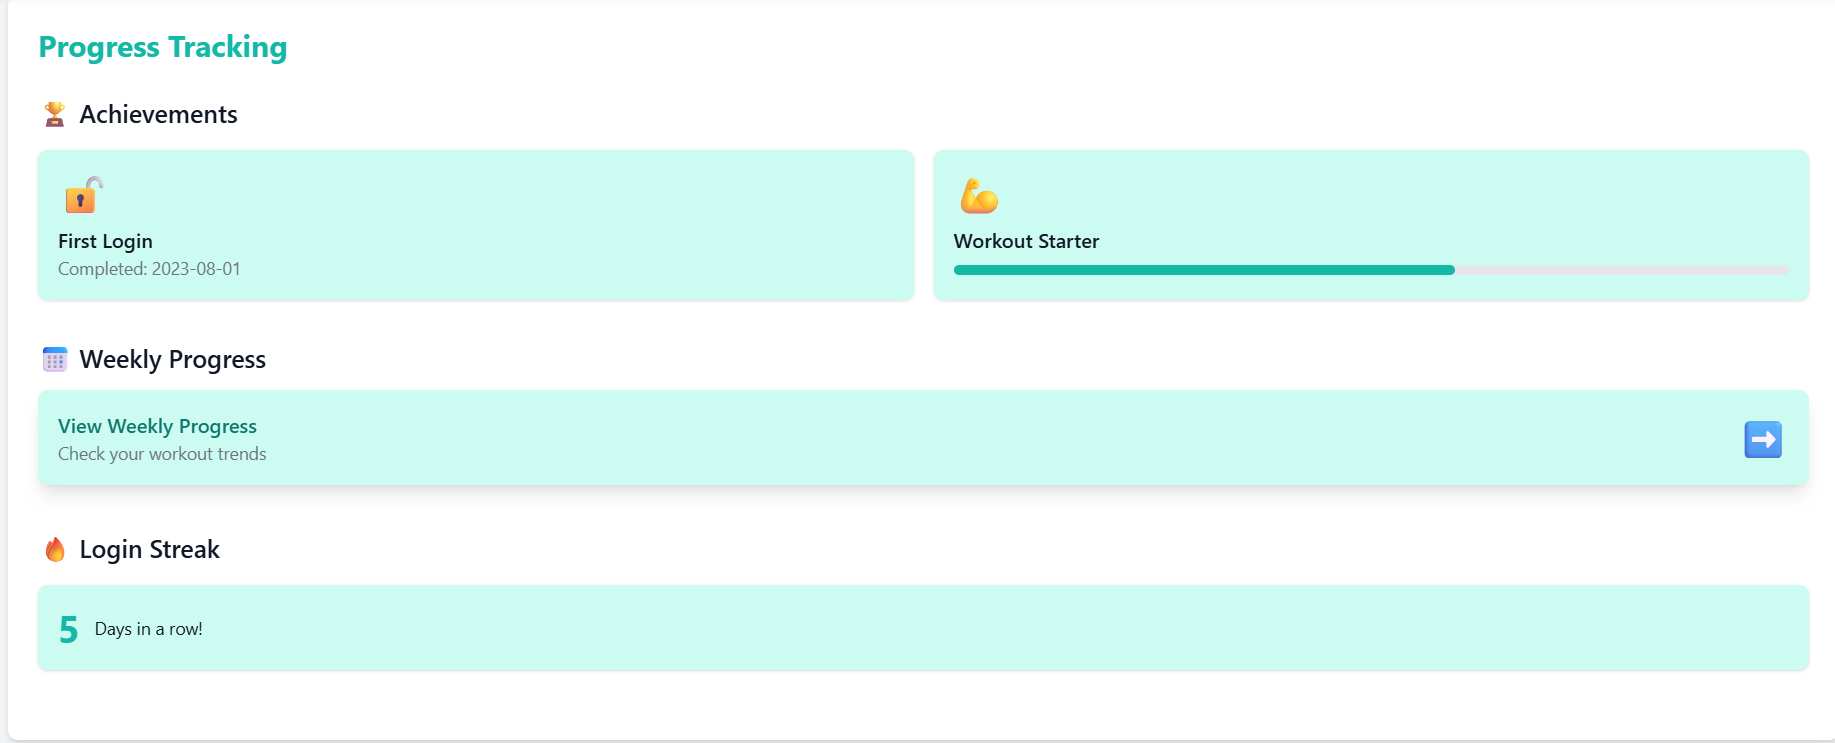 Progress Tracking
Achievements
First Login
Completed: 2023-08-01
Workout Starter
Weekly Progress
View Weekly Progress
Check your workout trends
Login Streak
5 Days in a row!